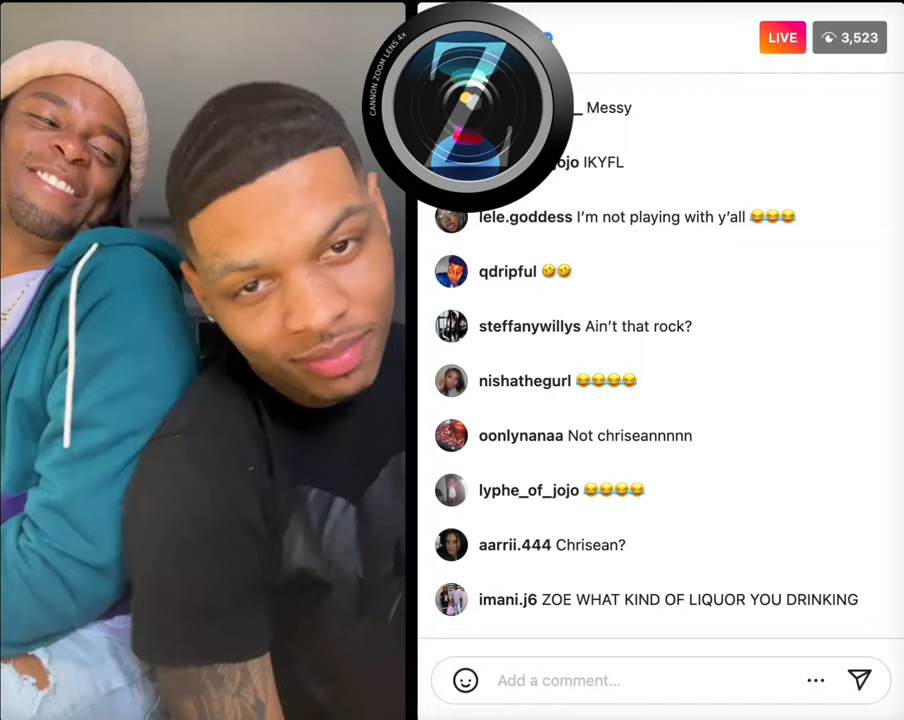 CANNON ZOOM LENS 4x
Z
LIVE
3,523
_ Messy
jojo IKYFL
lele.goddess I’m not playing with y’all 😂😂😂
qdripful 🤣🤣
steffanywillys Ain’t that rock?
nishathegurl 😂😂😂😂
oonlynanaa Not chriseannnnn
lyphe_of_jojo 😂😂😂😂
aarrii.444 Chrisean?
imani.j6 ZOE WHAT KIND OF LIQUOR YOU DRINKING
Add a comment...